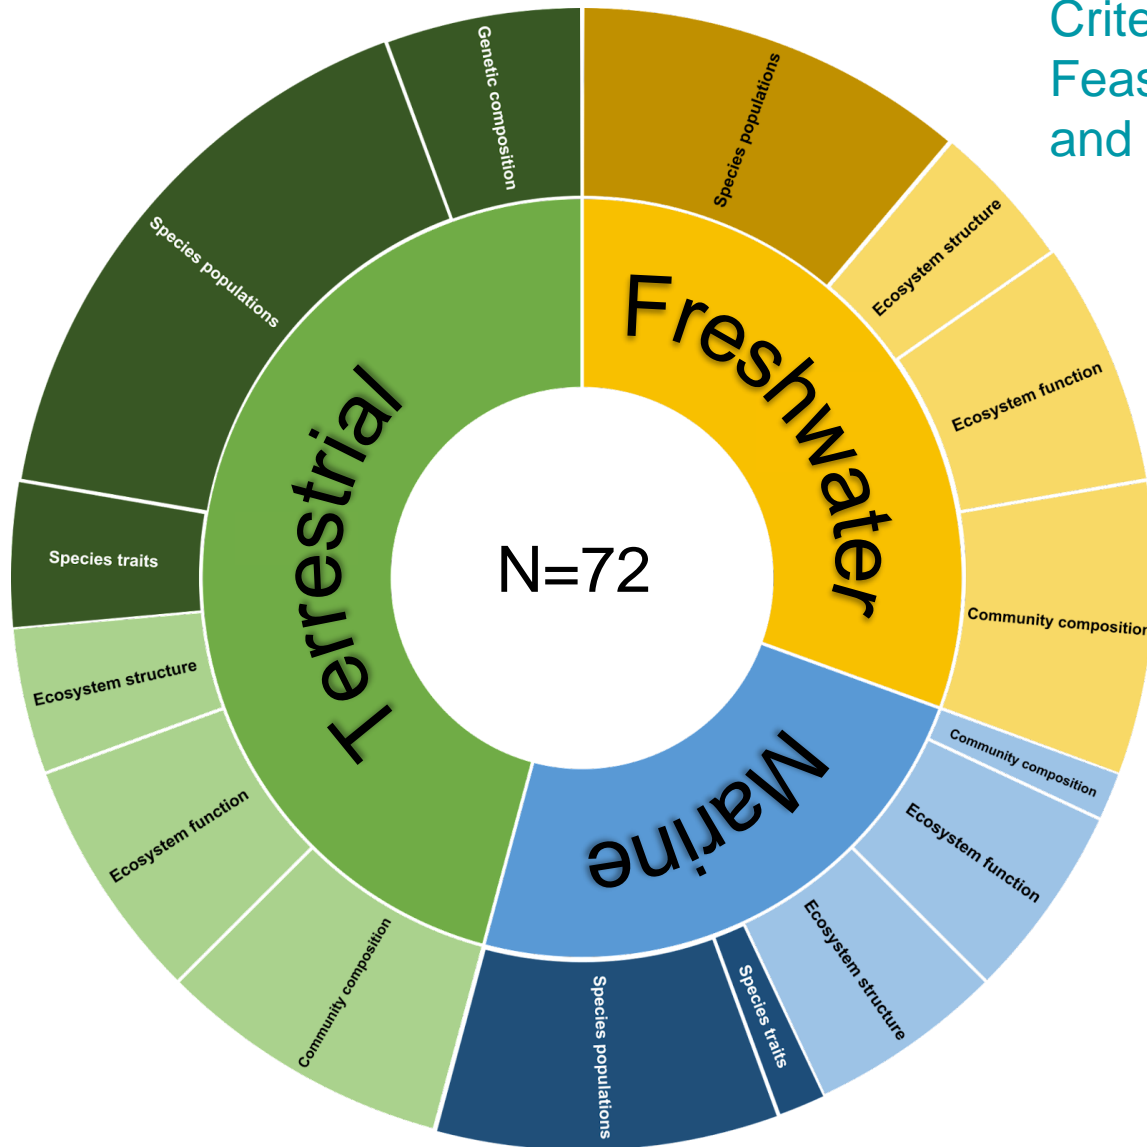 and
N=72
Freshwater
Species populations
Ecosystem structure
Ecosystem function
Community composition
Marine
Community composition
Ecosystem function
Ecosystem structure
Species traits
Species populations
Terrestrial
Community composition
Ecosystem function
Ecosystem structure
Species traits
Species populations
Genetic composition